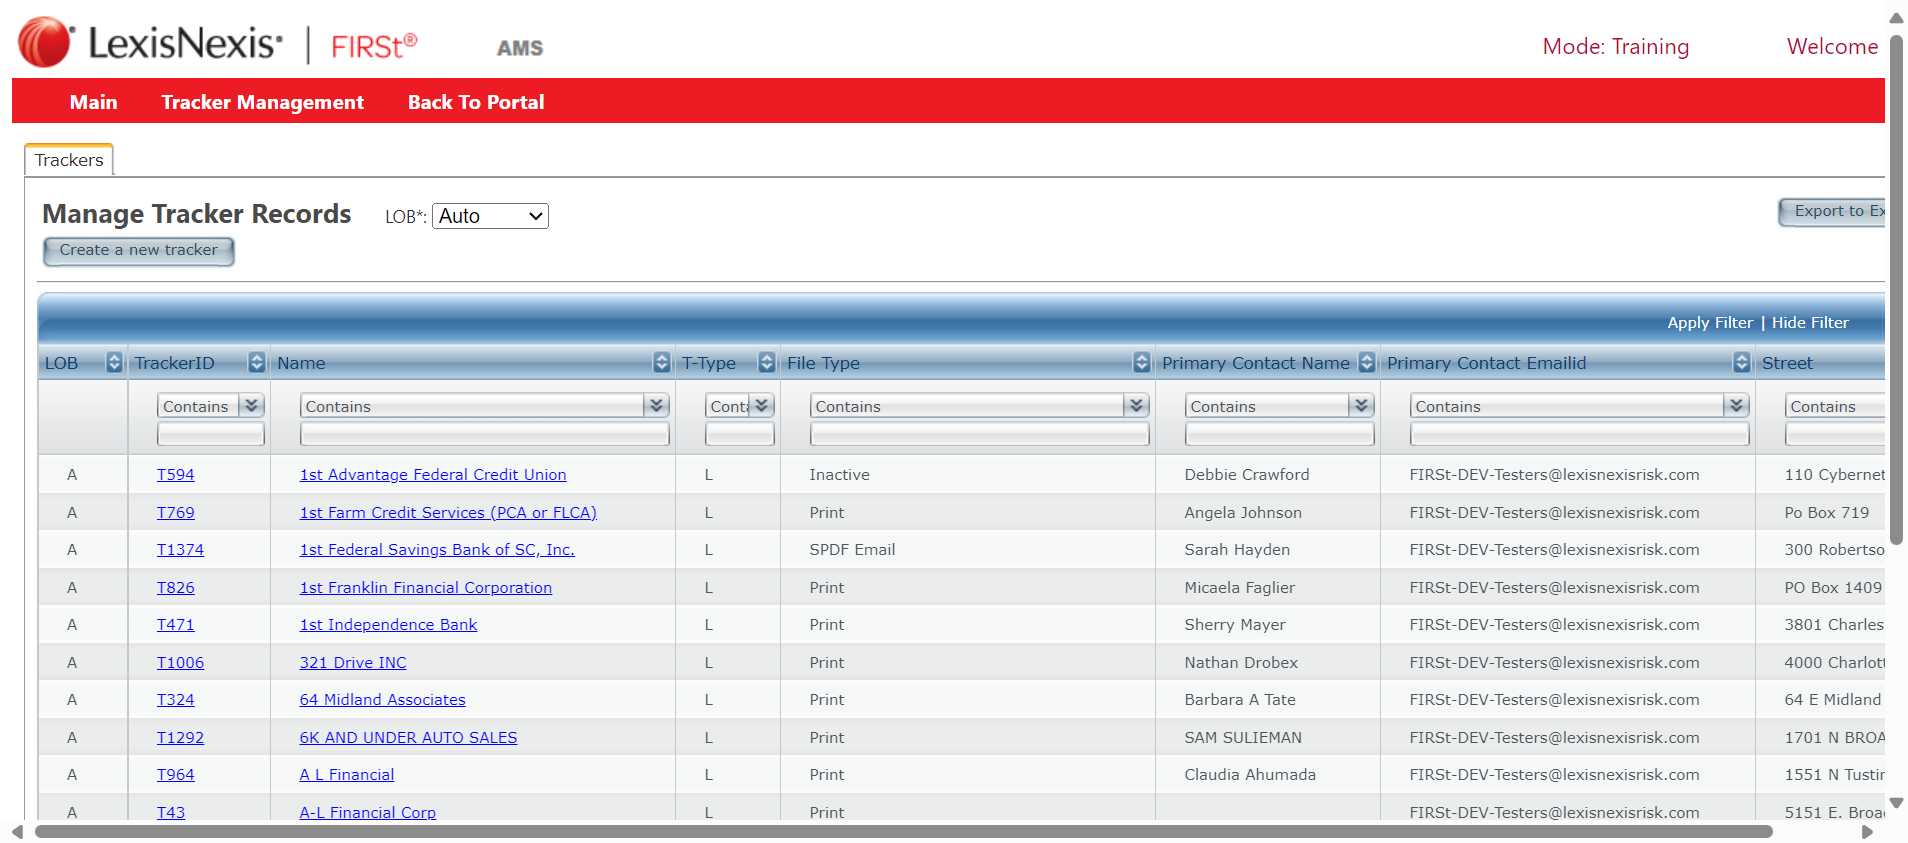 LexisNexis® | FIRSt® AMS Mode: Training Welcome
Main Tracker Management Back To Portal
Trackers
Manage Tracker Records LOB*: Auto Export to Ex
Create a new tracker
Apply Filter | Hide Filter
LOB TrackerID Name T-Type File Type Primary Contact Name Primary Contact Emailid Street
Contains Contains Conta Contains Contains Contains Contains
A T594 1st Advantage Federal Credit Union L Inactive Debbie Crawford FIRSt-DEV-Testers@lexisnexisrisk.com 110 Cybernet
A T769 1st Farm Credit Services (PCA or FLCA) L Print Angela Johnson FIRSt-DEV-Testers@lexisnexisrisk.com Po Box 719
A T1374 1st Federal Savings Bank of SC, Inc. L SPDF Email Sarah Hayden FIRSt-DEV-Testers@lexisnexisrisk.com 300 Robertso
A T826 1st Franklin Financial Corporation L Print Micaela Faglier FIRSt-DEV-Testers@lexisnexisrisk.com PO Box 1409
A T471 1st Independence Bank L Print Sherry Mayer FIRSt-DEV-Testers@lexisnexisrisk.com 3801 Charles
A T1006 321 Drive INC L Print Nathan Drobex FIRSt-DEV-Testers@lexisnexisrisk.com 4000 Charlott
A T324 64 Midland Associates L Print Barbara A Tate FIRSt-DEV-Testers@lexisnexisrisk.com 64 E Midland
A T1292 6K AND UNDER AUTO SALES L Print SAM SULIEMAN FIRSt-DEV-Testers@lexisnexisrisk.com 1701 N BROA
A T964 A L Financial L Print Claudia Ahumada FIRSt-DEV-Testers@lexisnexisrisk.com 1551 N Tustin
A T43 A-L Financial Corp L Print FIRSt-DEV-Testers@lexisnexisrisk.com 5151 E. Broa